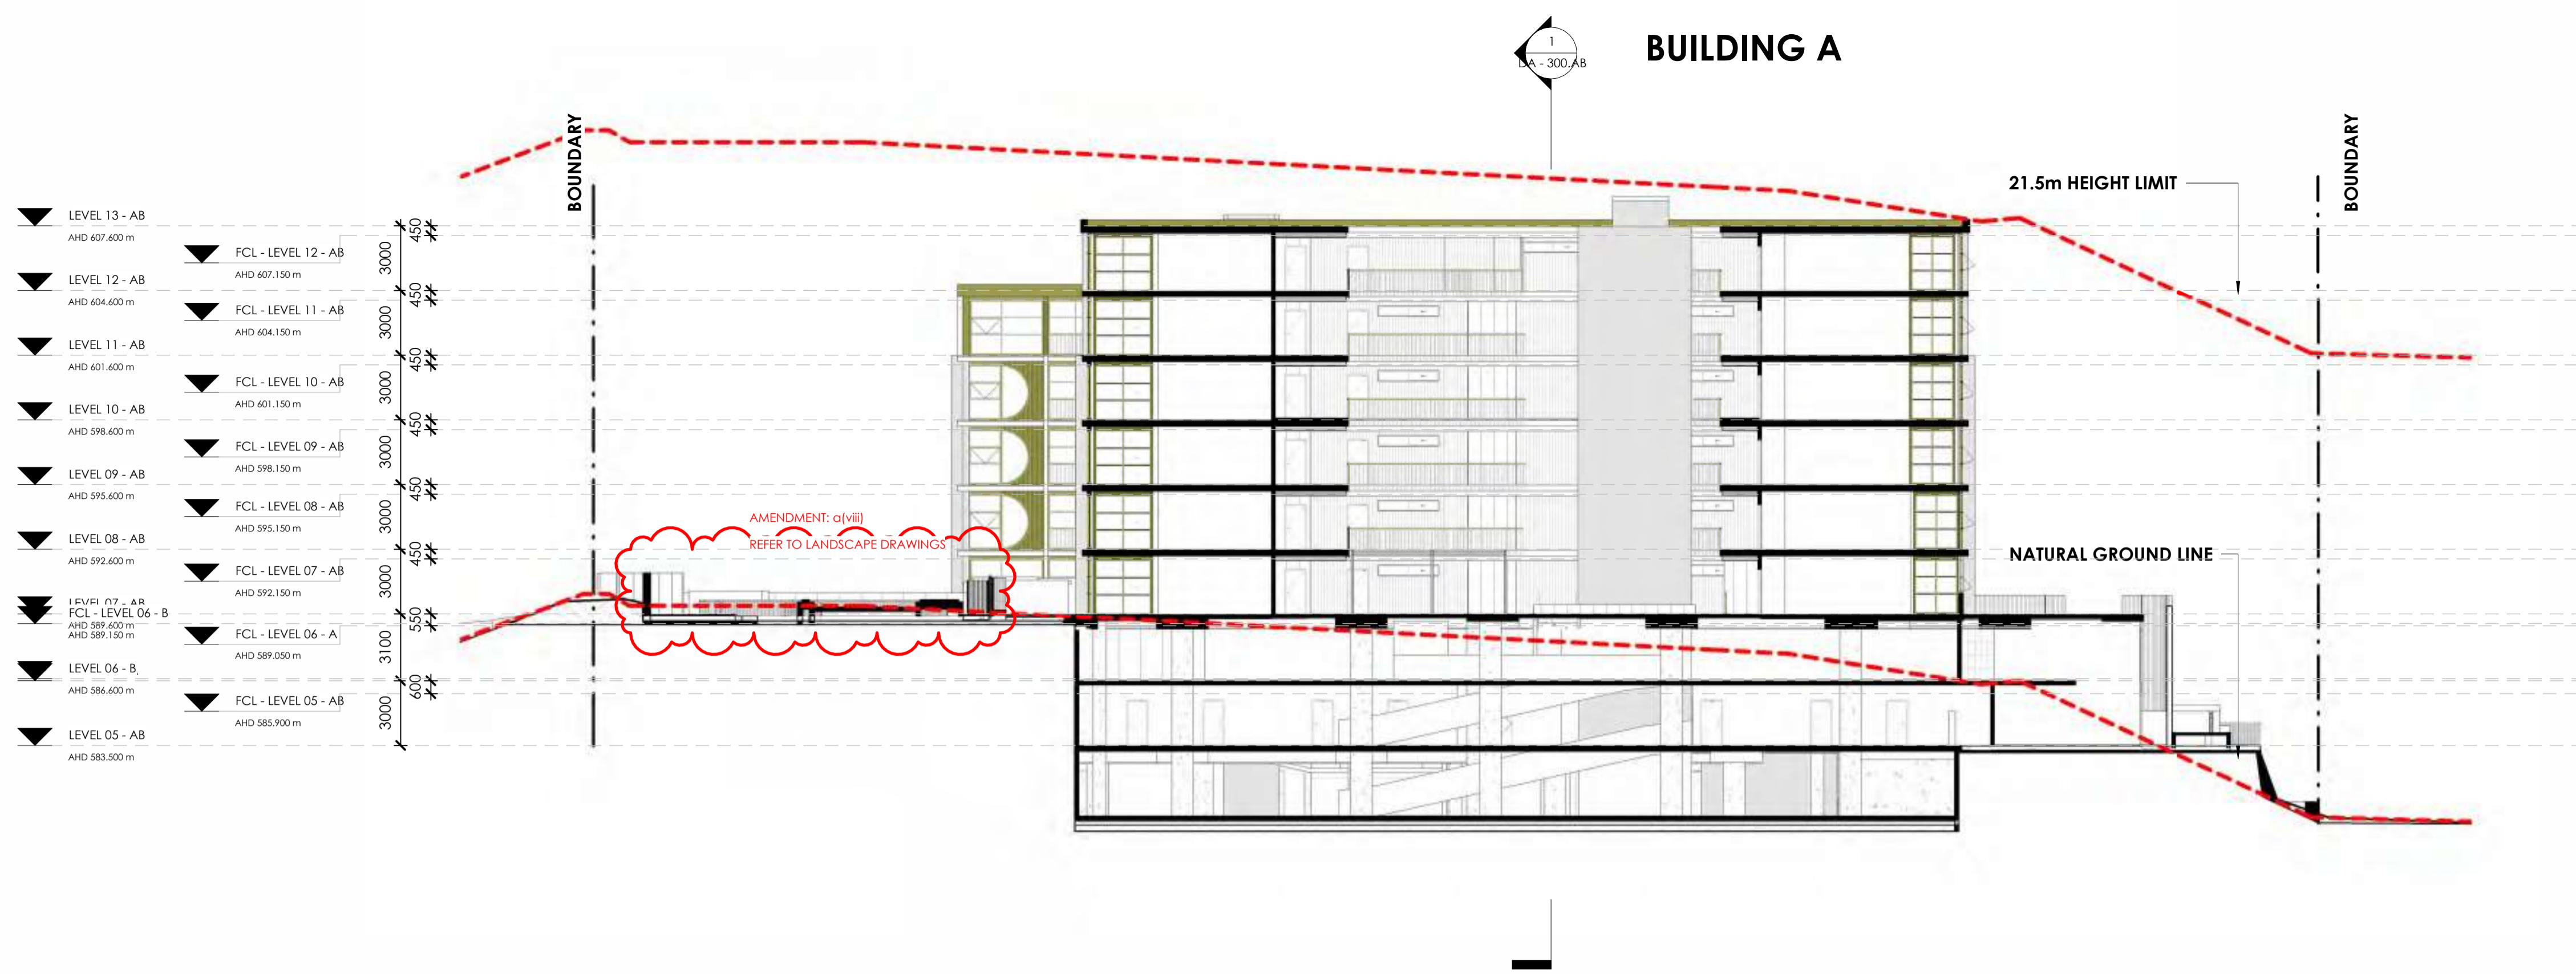 1
DA - 300.AB
BUILDING A
BOUNDARY
BOUNDARY
21.5m HEIGHT LIMIT
NATURAL GROUND LINE
AMENDMENT: a(viii)
REFER TO LANDSCAPE DRAWINGS
LEVEL 13 - AB
AHD 607.600 m
FCL - LEVEL 12 - AB
AHD 607.150 m
LEVEL 12 - AB
AHD 604.600 m
FCL - LEVEL 11 - AB
AHD 604.150 m
LEVEL 11 - AB
AHD 601.600 m
FCL - LEVEL 10 - AB
AHD 601.150 m
LEVEL 10 - AB
AHD 598.600 m
FCL - LEVEL 09 - AB
AHD 598.150 m
LEVEL 09 - AB
AHD 595.600 m
FCL - LEVEL 08 - AB
AHD 595.150 m
LEVEL 08 - AB
AHD 592.600 m
FCL - LEVEL 07 - AB
AHD 592.150 m
LEVEL 07 - AB
FCL - LEVEL 06 - B
AHD 589.600 m
AHD 589.150 m
FCL - LEVEL 06 - A
AHD 589.050 m
LEVEL 06 - B
AHD 586.600 m
FCL - LEVEL 05 - AB
AHD 585.900 m
LEVEL 05 - AB
AHD 583.500 m
450
3000
450
3000
450
3000
450
3000
450
3000
450
3000
550
3100
600
3000